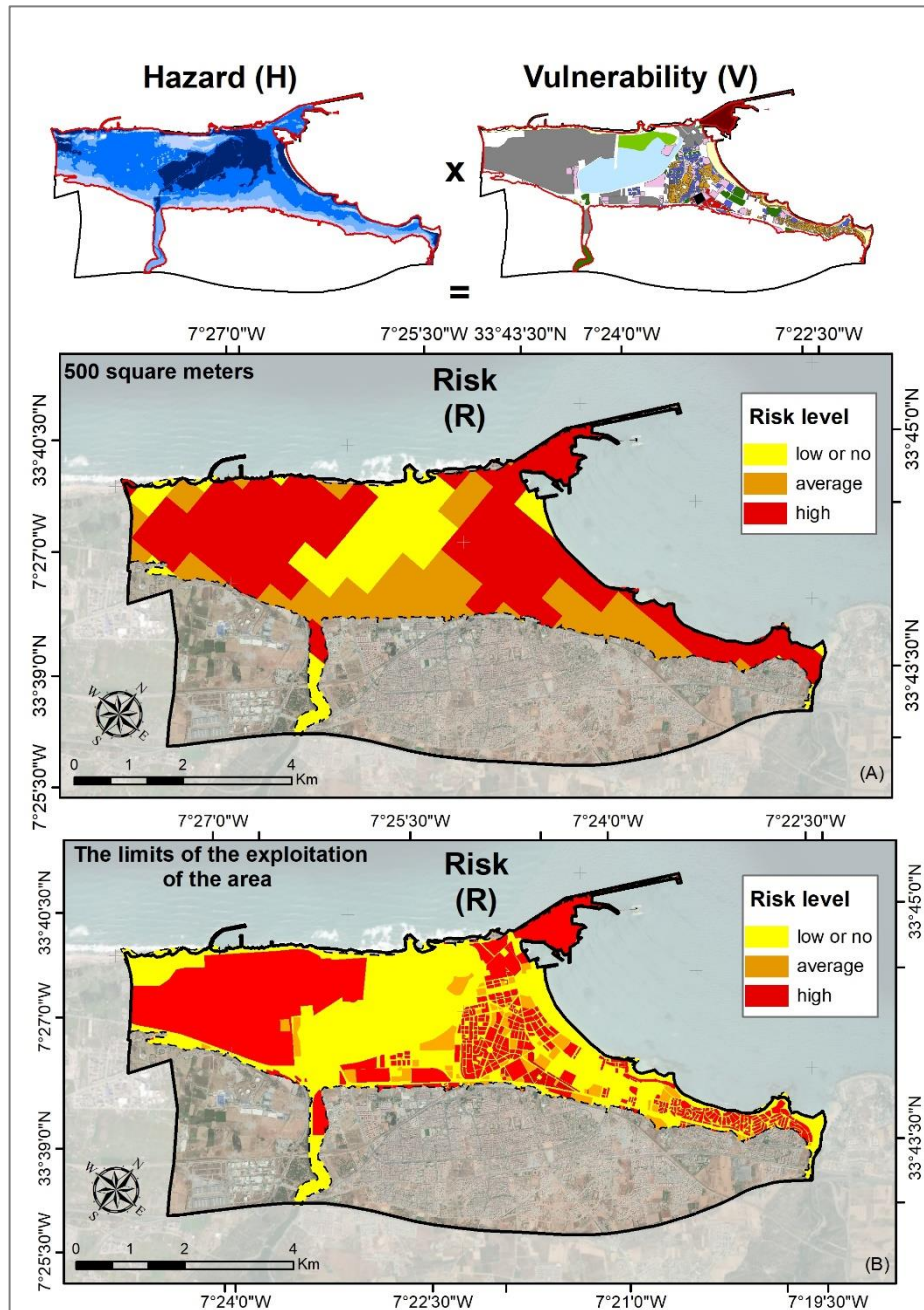 Hazard (H)
Vulnerability (V)
x
=
7°27'0"W 7°25'30"W 33°43'30"N 7°24'0"W 7°22'30"W
500 square meters
Risk
(R)
Risk level
low or no
average
high
33°40'30"N
7°27'0"W
33°39'0"N
7°25'30"W
33°45'0"N
33°43'30"N
W N
S E
0 1 2 4
Km
(A)
7°27'0"W 7°25'30"W 7°24'0"W 7°22'30"W
The limits of the exploitation
of the area
Risk
(R)
Risk level
low or no
average
high
33°40'30"N
7°27'0"W
33°39'0"N
7°25'30"W
33°45'0"N
33°43'30"N
W N
S E
0 1 2 4
Km
(B)
7°24'0"W 7°22'30"W 7°21'0"W 7°19'30"W